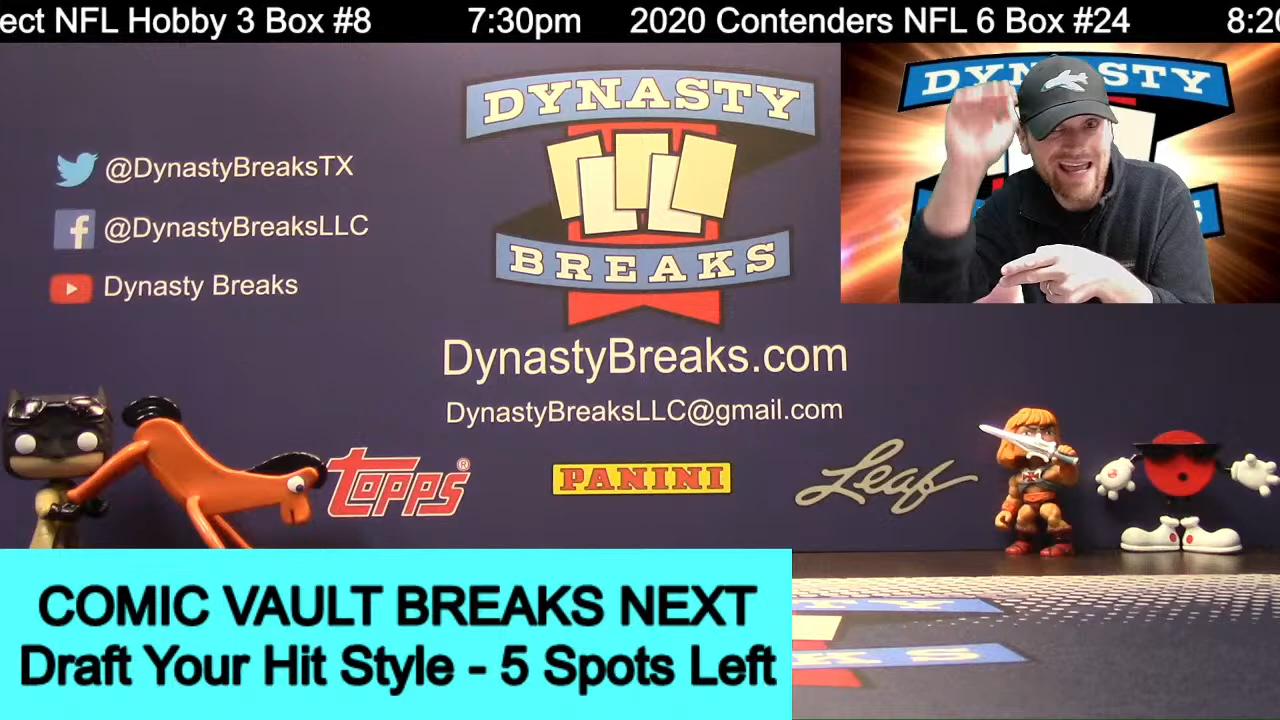 ect NFL Hobby 3 Box #8 7:30pm 2020 Contenders NFL 6 Box #24 8:20
DYNASTY
BREAKS
DYNASTY
@DynastyBreaksTX
@DynastyBreaksLLC
Dynasty Breaks
DynastyBreaks.com
DynastyBreaksLLC@gmail.com
topps®
PANINI
Leaf
COMIC VAULT BREAKS NEXT
Draft Your Hit Style - 5 Spots Left